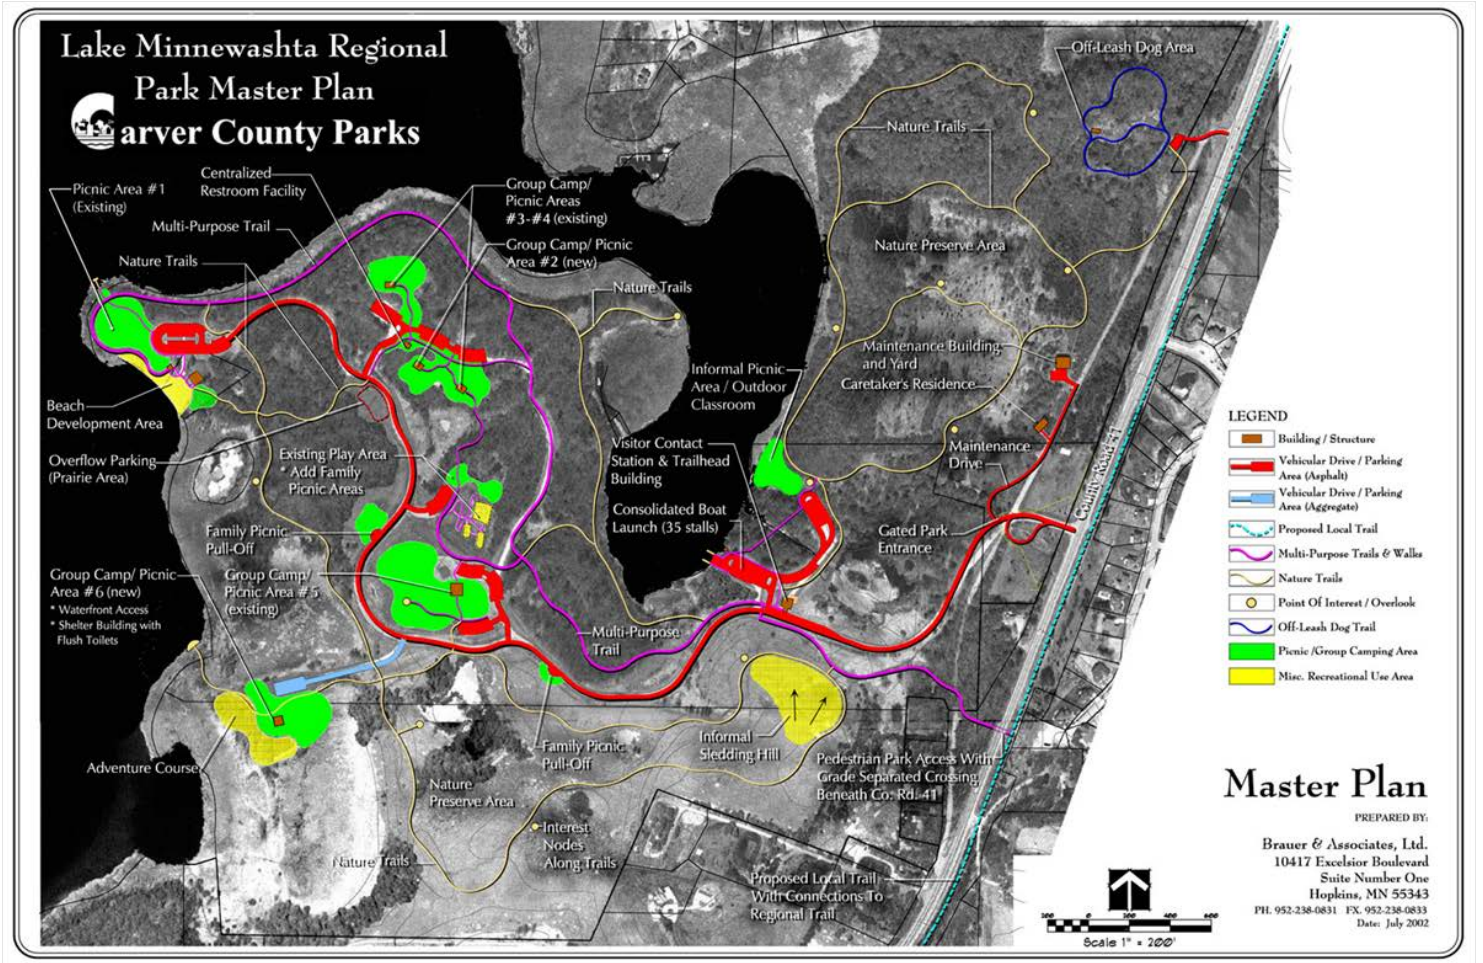 Lake Minnewashta Regional
Park Master Plan
Carver County Parks
Off-Leash Dog Area
Nature Trails
Centralized
Restroom Facility
Picnic Area #1
(Existing)
Group Camp/
Picnic Areas
#3-#4 (existing)
Multi-Purpose Trail
Group Camp/ Picnic
Area #2 (new)
Nature Trails
Nature Preserve Area
Nature Trails
Maintenance Building
and Yard
Caretaker's Residence
Informal Picnic
Area / Outdoor
Classroom
Beach
Development Area
Overflow Parking
(Prairie Area)
Existing Play Area
* Add Family
Picnic Areas
Visitor Contact
Station & Trailhead
Building
Maintenance
Drive
County Road 41
Consolidated Boat
Launch (35 stalls)
Gated Park
Entrance
Family Picnic
Pull-Off
Group Camp/ Picnic
Area #6 (new)
* Waterfront Access
* Shelter Building with
Flush Toilets
Group Camp/
Picnic Area #5
(existing)
Multi-Purpose
Trail
Adventure Course
Family Picnic
Pull-Off
Informal
Sledding Hill
Pedestrian Park Access With
Grade Separated Crossing
Beneath Co. Rd. 41
Nature
Preserve Area
Interest
Nodes
Along Trails
Nature Trails
Proposed Local Trail
With Connections To
Regional Trail
LEGEND
Building / Structure
Vehicular Drive / Parking
Area (Asphalt)
Vehicular Drive / Parking
Area (Aggregate)
Proposed Local Trail
Multi-Purpose Trails & Walks
Nature Trails
Point Of Interest / Overlook
Off-Leash Dog Trail
Picnic /Group Camping Area
Misc. Recreational Use Area
Master Plan
PREPARED BY:
Brauer & Associates, Ltd.
10417 Excelsior Boulevard
Suite Number One
Hopkins, MN 55343
PH. 952-238-0831 FX. 952-238-0833
Date: July 2002
200 0 200 400 600
Scale 1" = 200'